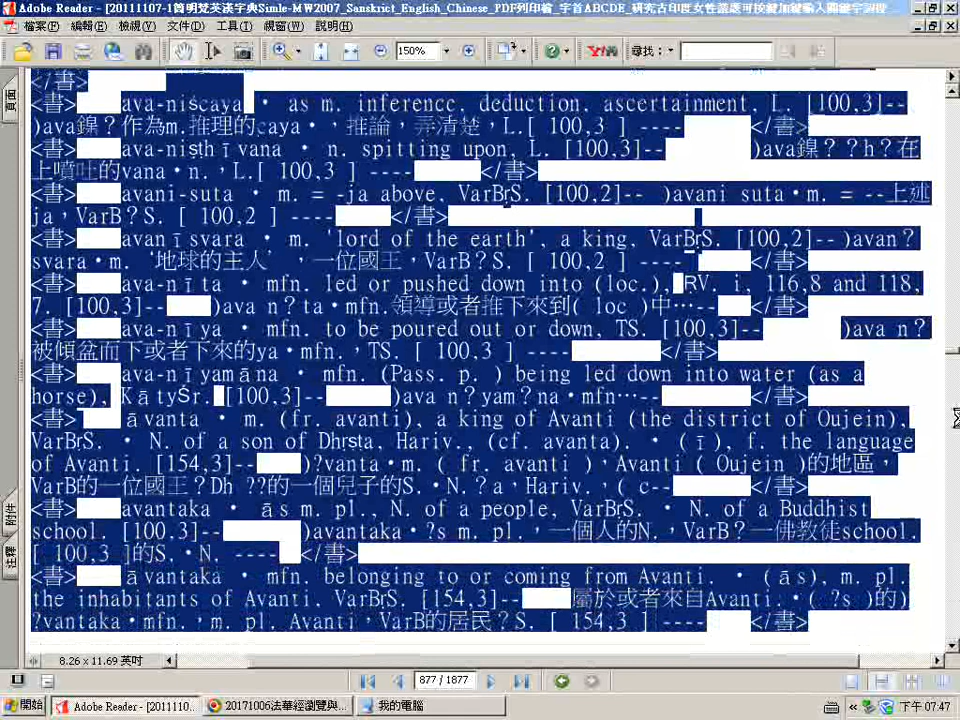 Adobe Reader - [20111107-1簡明梵英漢字典Simle-MW2007_Sanskrict_English_Chinese_PDF列印檔_字首ABCDE_研究古印度女性議題可按
檔案(F) 編輯(E) 檢視(V) 文件(D) 工具(T) 視窗(W) 說明(H)
150% 尋找：
頁面
</書>
<書> ava-niścaya • as m. inference, deduction, ascertainment, L. [100,3]--
)ava鎳？作為m.推理的caya•，推論，弄清楚，L.[ 100,3 ] ---- </書>
<書> ava-niṣṭhīvana • n. spitting upon, L. [100,3]-- )ava鎳？？h？在
上噴吐的vana•n.，L.[ 100,3 ] ---- </書>
<書> avani-suta • m. = -ja above, VarBṛS. [100,2]-- )avani suta•m. = --上述
ja，VarB？S. [ 100,2 ] ---- </書>
<書> avanīsvara • m. 'lord of the earth', a king, VarBṛS. [100,2]-- )avan？
svara•m. ‘地球的主人’，一位國王，VarB？S. [ 100,2 ] ---- </書>
<書> ava-nīta • mfn. led or pushed down into (loc.), RV. i, 116,8 and 118,
7. [100,3]-- )ava n？ta•mfn.領導或者推下來到( loc )中…-- </書>
<書> ava-nīya • mfn. to be poured out or down, TS. [100,3]-- )ava n？
被傾盆而下或者下來的ya•mfn.，TS. [ 100,3 ] ---- </書>
<書> ava-nīyamāna • mfn. (Pass. p. ) being led down into water (as a
horse), KātyŚr. [100,3]-- )ava n？yam？na•mfn…-- </書>
<書> āvanta • m. (fr. avanti), a king of Avanti (the district of Oujein),
VarBṛS. • N. of a son of Dhṛṣṭa, Hariv., (cf. avanta). • (ī), f. the language
of Avanti. [154,3]-- )?vanta•m. ( fr. avanti )，Avanti ( Oujein )的地區，
VarB的一位國王？Dh ??的一個兒子的S.•N.？a，Hariv.，( c-- </書>
<書> avantaka • ās m. pl., N. of a people, VarBṛS. • N. of a Buddhist
school. [100,3]-- )avantaka•?s m. pl.，一個人的N.，VarB？一佛教徒school.
[ 100,3 ]的S.•N. ---- </書>
<書> āvantaka • mfn. belonging to or coming from Avanti. • (ās), m. pl.
the inhabitants of Avanti, VarBṛS. [154,3]-- 屬於或者來自Avanti.•( ?s )的)
?vantaka•mfn.，m. pl. Avanti，VarB的居民？S. [ 154,3 ] ---- </書>
附件
注釋
8.26 x 11.69 英吋
877 / 1877
開始 Adobe Reader - [2011110... 20171006法華經瀏覽與... 我的電腦 下午 07:47